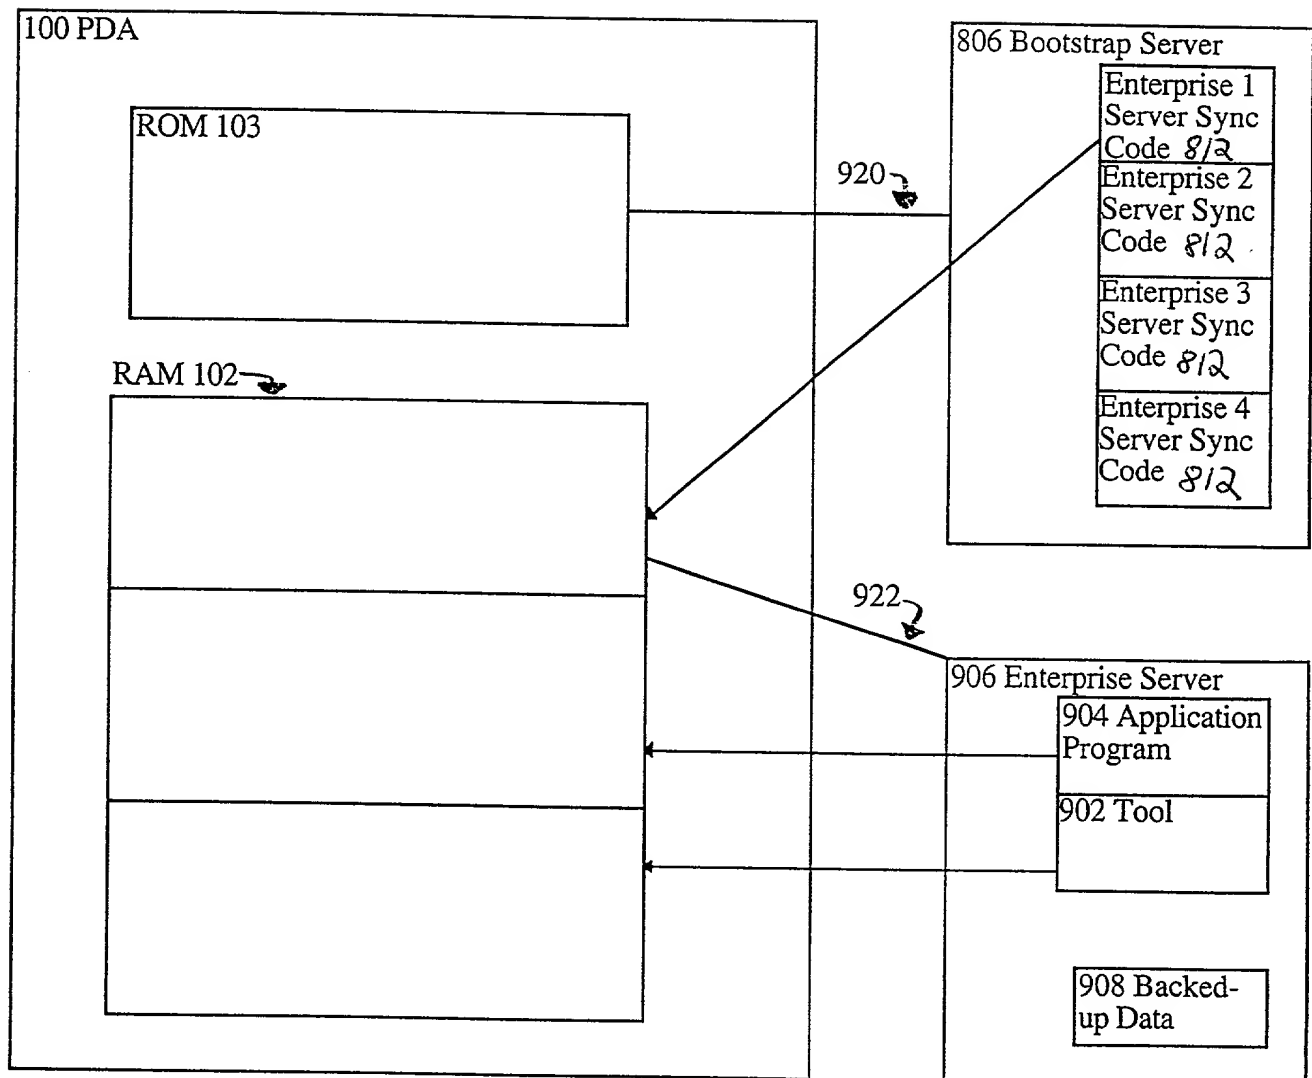 100 PDA
ROM 103
RAM 102
920
922
806 Bootstrap Server
Enterprise 1
Server Sync
Code 812
Enterprise 2
Server Sync
Code 812
Enterprise 3
Server Sync
Code 812
Enterprise 4
Server Sync
Code 812
906 Enterprise Server
904 Application
Program
902 Tool
908 Backed-
up Data